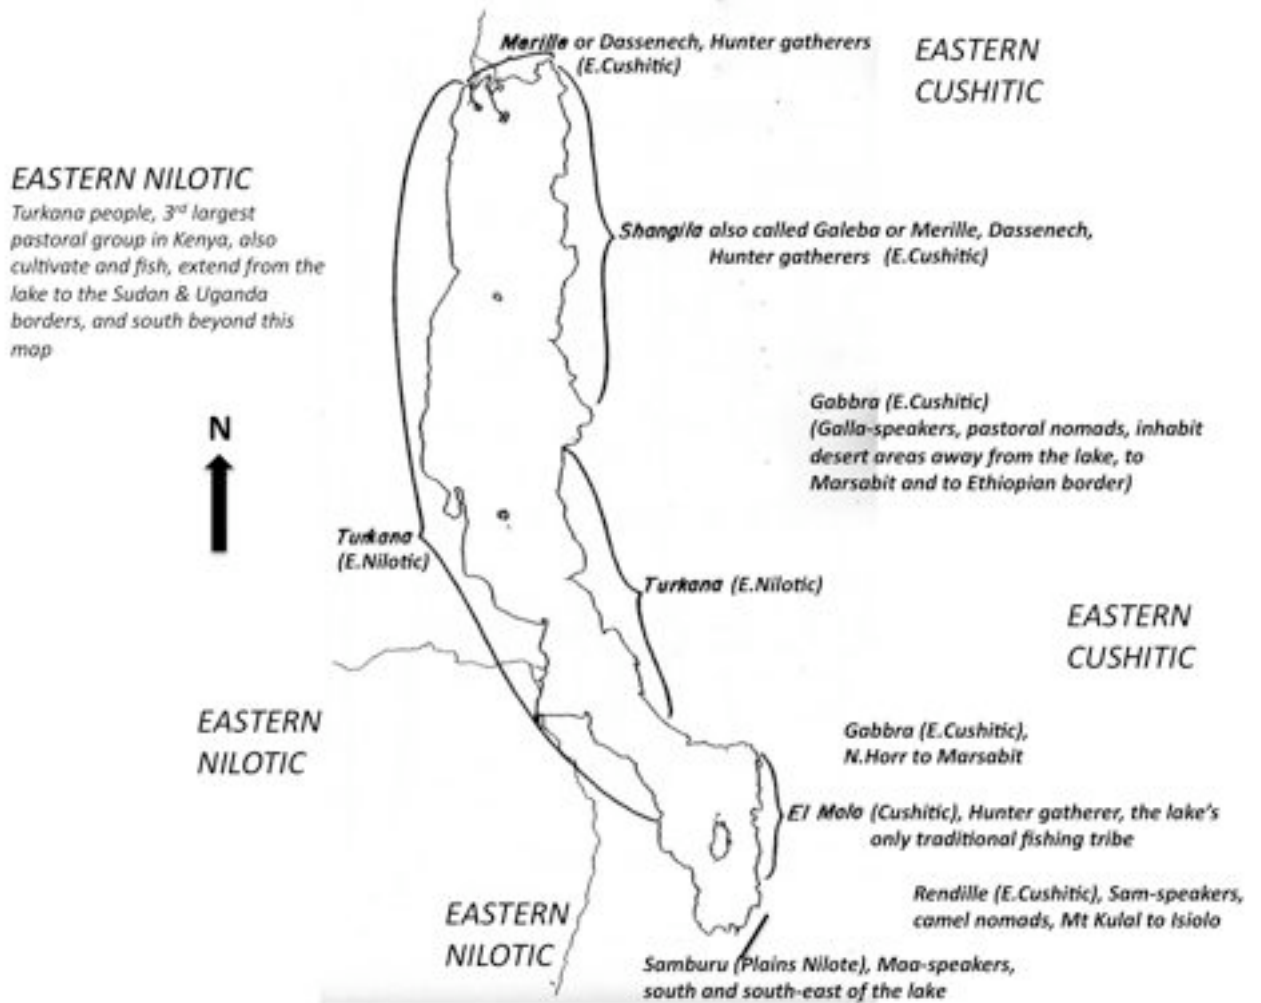 Merille or Dassenech, Hunter gatherers
(E.Cushitic)
EASTERN
CUSHITIC
EASTERN NILOTIC
Turkana people, 3rd largest
pastoral group in Kenya, also
cultivate and fish, extend from the
lake to the Sudan & Uganda
borders, and south beyond this
map
Shangila also called Galeba or Merille, Dassenech,
Hunter gatherers (E.Cushitic)
Gabbra (E.Cushitic)
(Galla-speakers, pastoral nomads, inhabit
desert areas away from the lake, to
Marsabit and to Ethiopian border)
N
Turkana
(E.Nilotic)
Turkana (E.Nilotic)
EASTERN
CUSHITIC
EASTERN
NILOTIC
Gabbra (E.Cushitic),
N.Horr to Marsabit
El Molo (Cushitic), Hunter gatherer, the lake's
only traditional fishing tribe
Rendille (E.Cushitic), Sam-speakers,
camel nomads, Mt Kulal to Isiolo
EASTERN
NILOTIC
Samburu (Plains Nilote), Maa-speakers,
south and south-east of the lake